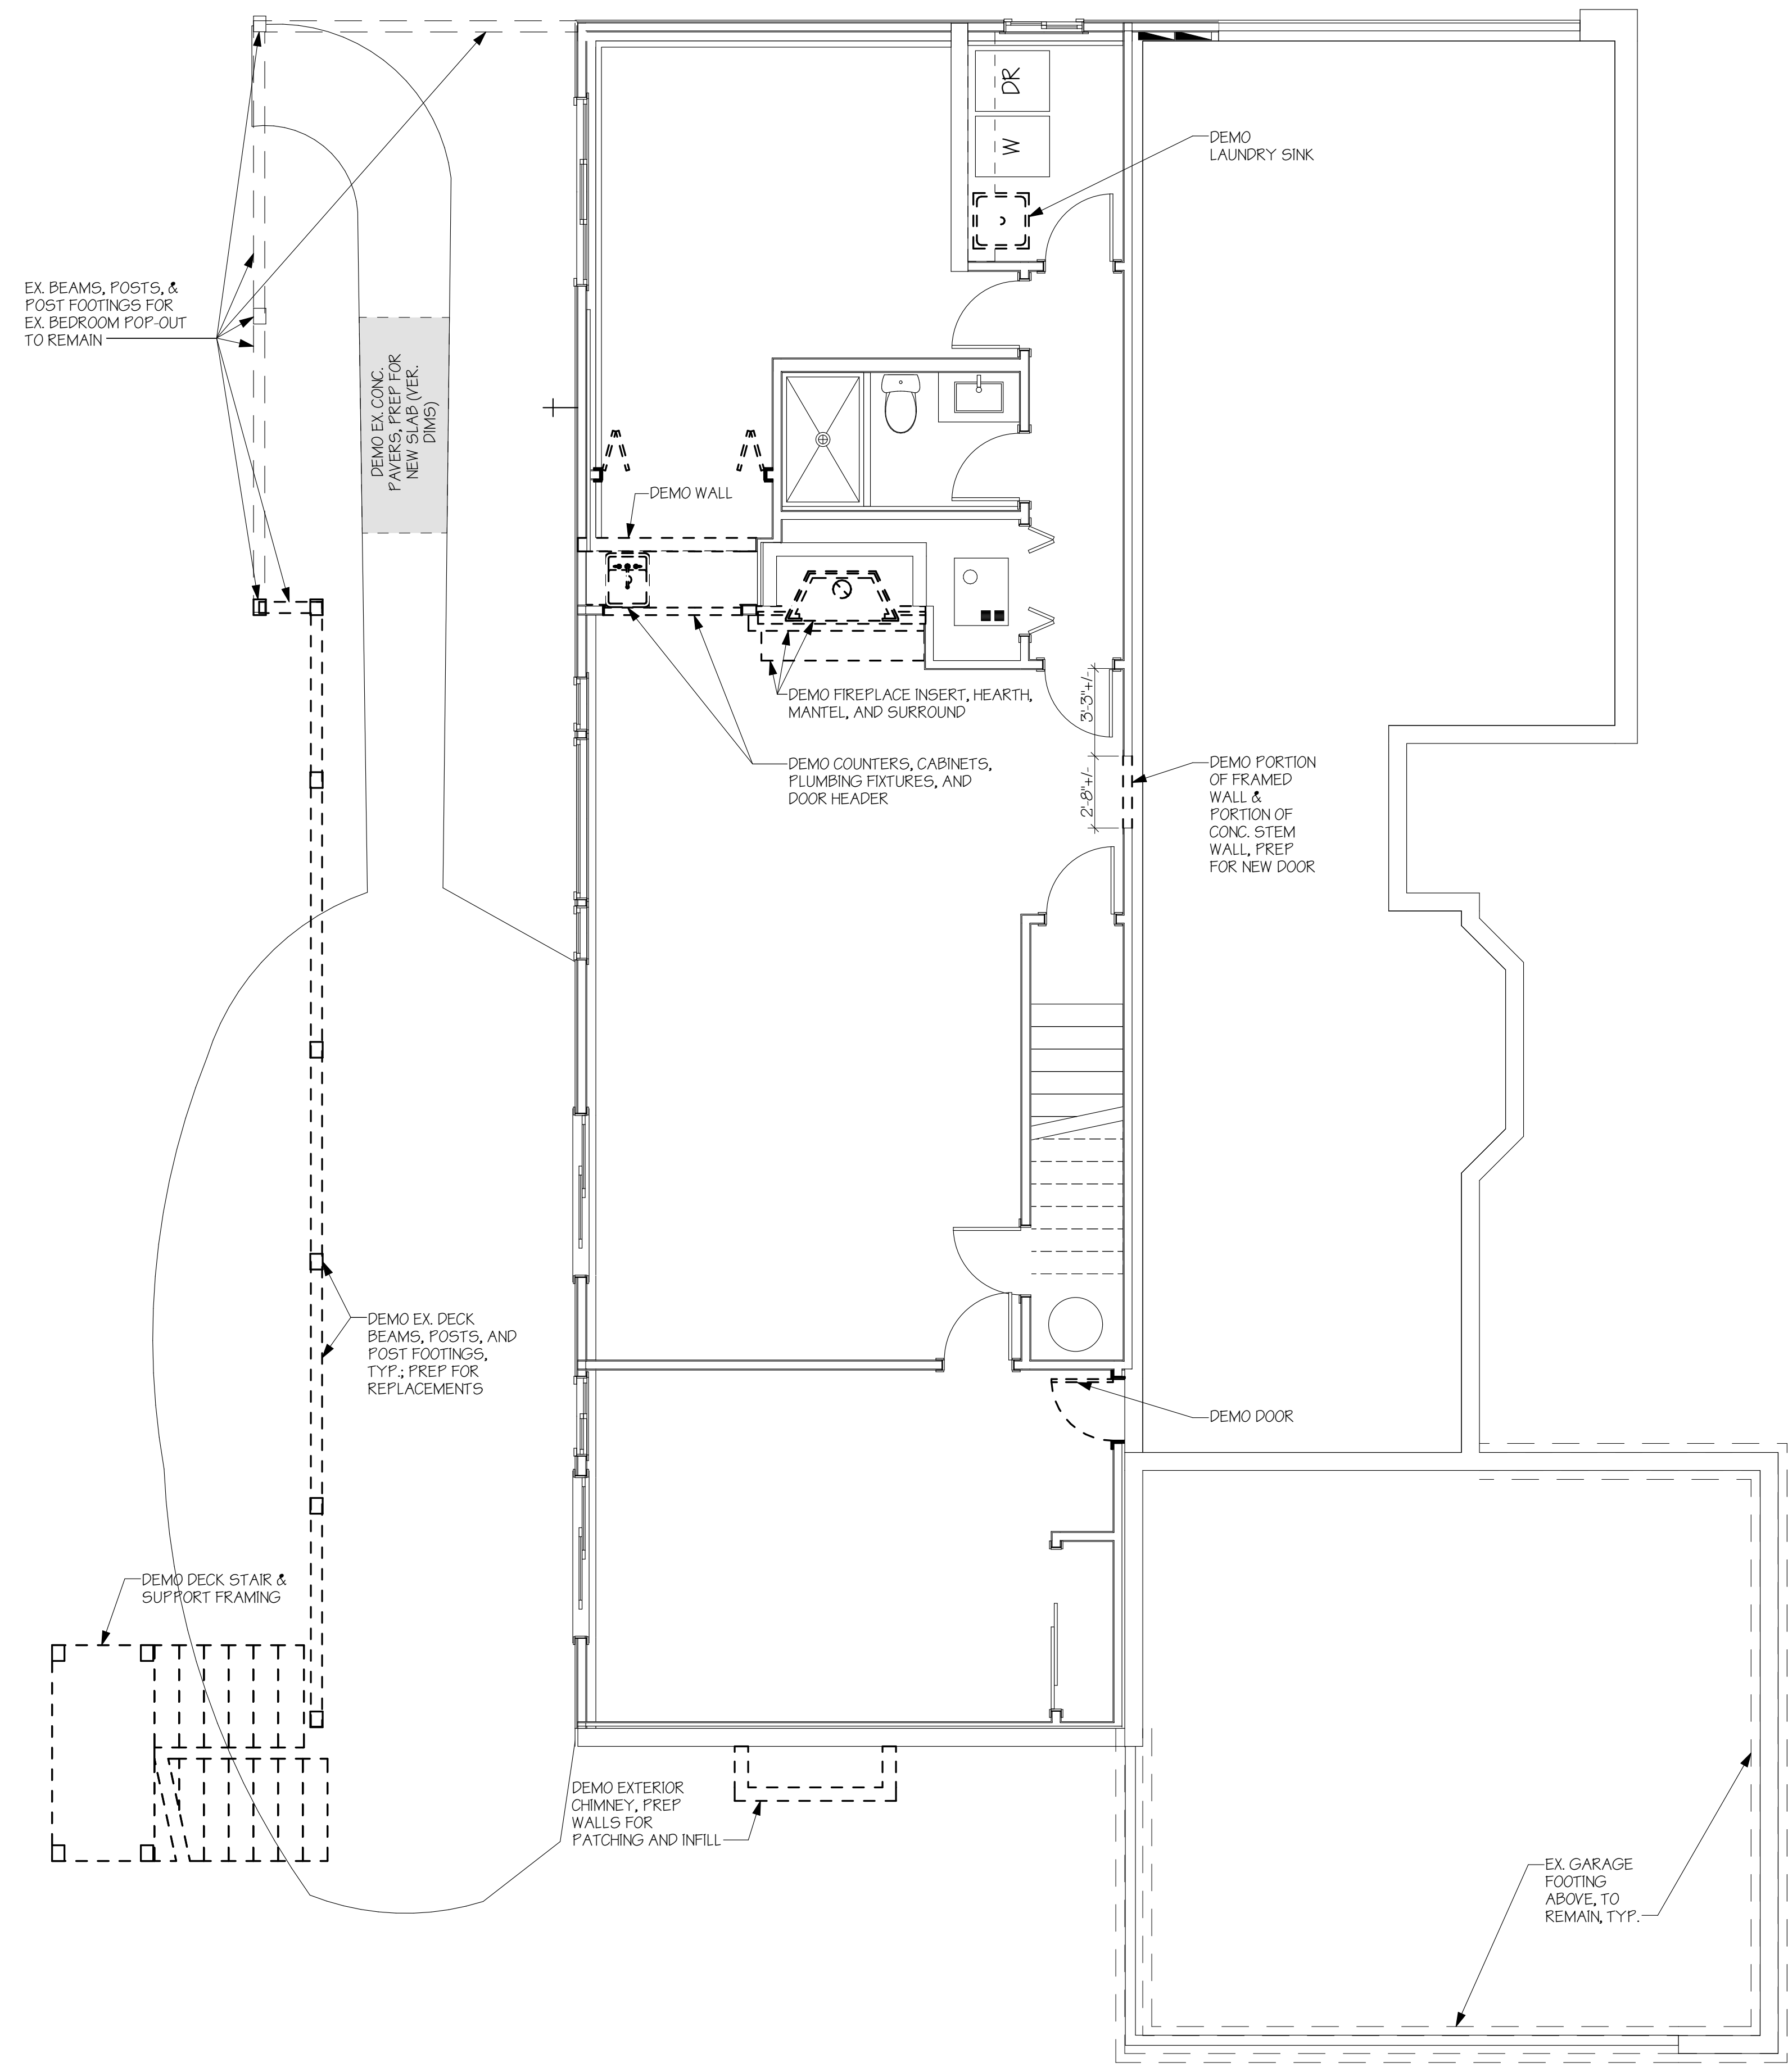 DR
W
DEMO
LAUNDRY SINK
EX. BEAMS, POSTS, &
POST FOOTINGS FOR
EX. BEDROOM POP-OUT
TO REMAIN
DEMO EX. CONC.
PAVERS, PREP FOR
NEW SLAB (VER.
DIMS)
DEMO WALL
DEMO FIREPLACE INSERT, HEARTH,
MANTEL, AND SURROUND
3'-3"+/-
DEMO COUNTERS, CABINETS,
PLUMBING FIXTURES, AND
DOOR HEADER
2'-8"+/-
DEMO PORTION
OF FRAMED
WALL &
PORTION OF
CONC. STEM
WALL, PREP
FOR NEW DOOR
DEMO EX. DECK
BEAMS, POSTS, AND
POST FOOTINGS,
TYP.; PREP FOR
REPLACEMENTS
DEMO DOOR
DEMO DECK STAIR &
SUPPORT FRAMING
DEMO EXTERIOR
CHIMNEY, PREP
WALLS FOR
PATCHING AND INFILL
EX. GARAGE
FOOTING
ABOVE, TO
REMAIN, TYP.